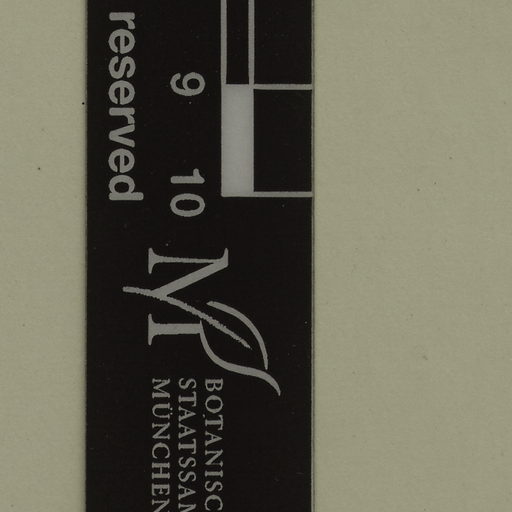 reserved
9 10
M
BOTANISC
STAATSSAM
MÜNCHEN